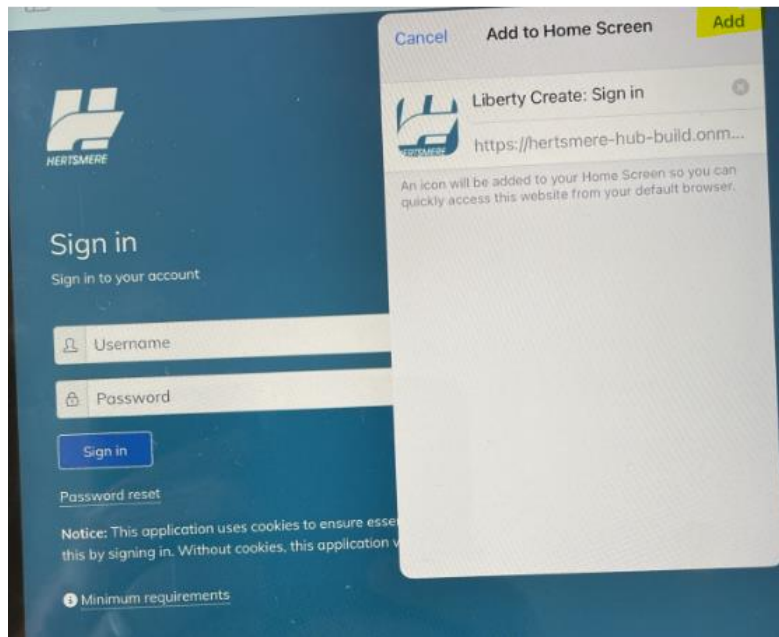 HERTSMERE
Sign in
Sign in to your account
Username
Password
Sign in
Password reset
Notice: This application uses cookies to ensure esse
this by signing in. Without cookies, this application
Minimum requirements
Cancel
Add to Home Screen
Add
HERTSMERE
Liberty Create: Sign in
https://hertsmere-hub-build.onm...
An icon will be added to your Home Screen so you can
quickly access this website from your default browser.